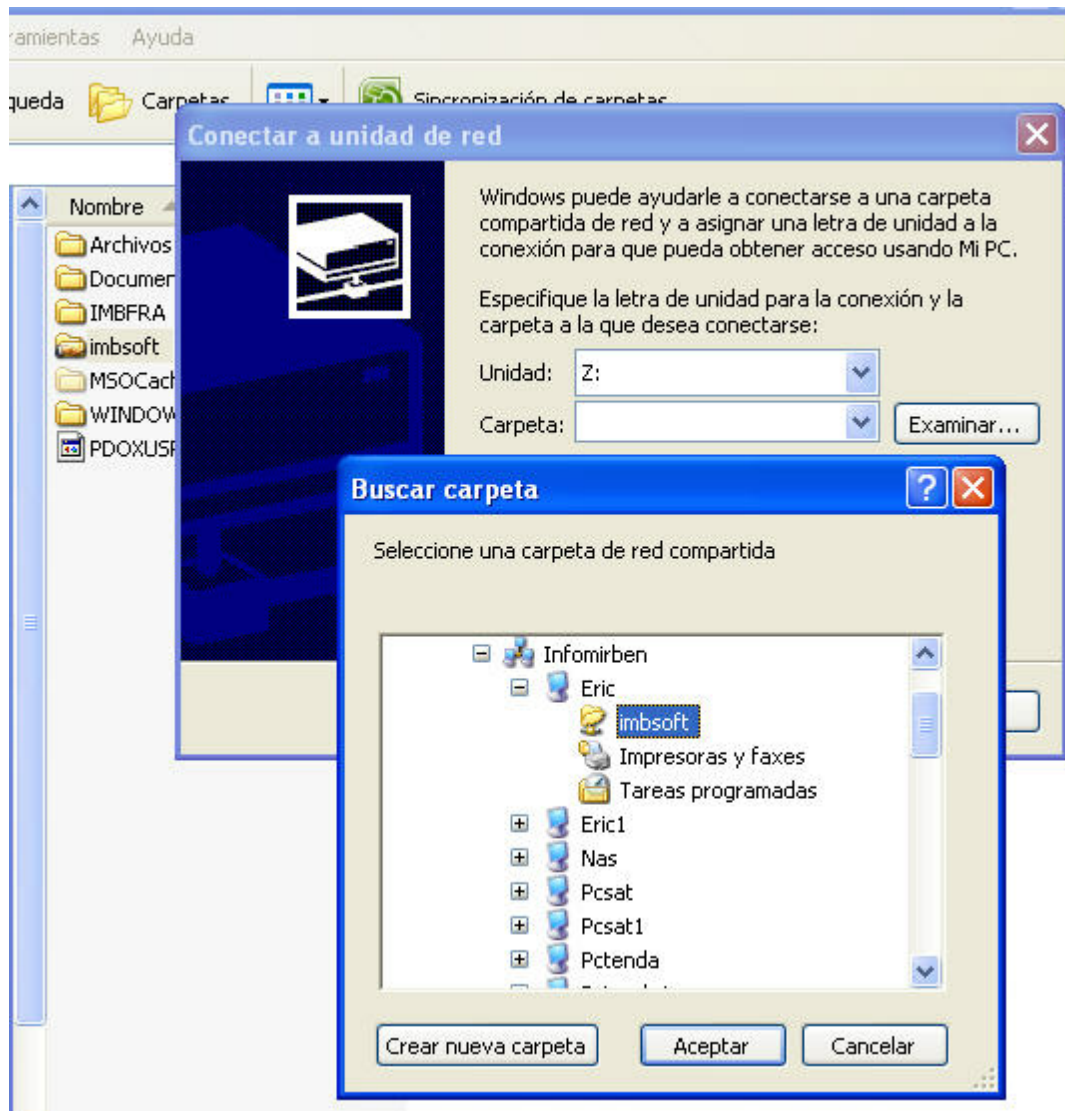 ramientas Ayuda
queda Carpetas Sincronización de carpetas
Conectar a unidad de red
Nombre
Archivos
Documen
IMBFRA
imbsoft
MSOCach
WINDOW
PDOXUSR
Windows puede ayudarle a conectarse a una carpeta
compartida de red y a asignar una letra de unidad a la
conexión para que pueda obtener acceso usando Mi PC.
Especifique la letra de unidad para la conexión y la
carpeta a la que desea conectarse:
Unidad: Z:
Carpeta: Examinar...
Buscar carpeta
Seleccione una carpeta de red compartida
Infomirben
Eric
imbsoft
Impresoras y faxes
Tareas programadas
Eric1
Nas
Pcsat
Pcsat1
Pctenda
Crear nueva carpeta Aceptar Cancelar